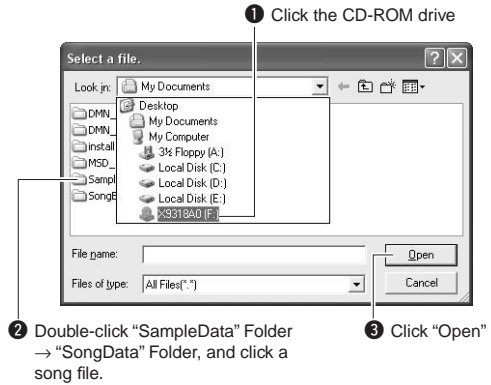 ❶ Click the CD-ROM drive
Select a file.
Look in: My Documents
Desktop
My Documents
My Computer
3½ Floppy (A:)
Local Disk (C:)
Local Disk (D:)
Local Disk (E:)
X9318A0 (F:)
DMN_
DMN_
install
MSD_
Sampl
SongE
File name:
Open
Files of type: All Files(*.*)
Cancel
❷ Double-click “SampleData” Folder
→ “SongData” Folder, and click a
song file.
❸ Click “Open”